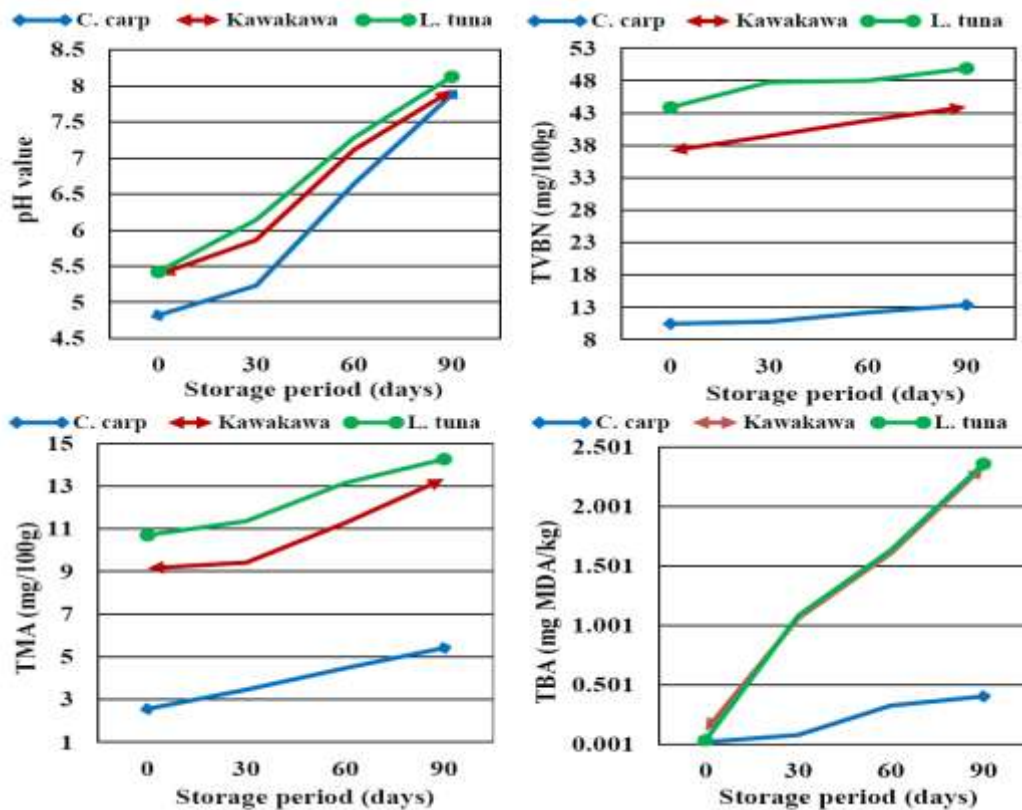 C. carp Kawakawa L. tuna
8.5
8
7.5
7
6.5
6
5.5
5
4.5
pH value
0 30 60 90
Storage period (days)
C. carp Kawakawa L. tuna
53
48
43
38
33
28
23
18
13
8
TVBN (mg/100g)
0 30 60 90
Storage period (days)
C. carp Kawakawa L. tuna
15
13
11
9
7
5
3
1
TMA (mg/100g)
0 30 60 90
Storage period (days)
C. carp Kawakawa L. tuna
2.501
2.001
1.501
1.001
0.501
0.001
TBA (mg MDA/kg)
0 30 60 90
Storage period (days)